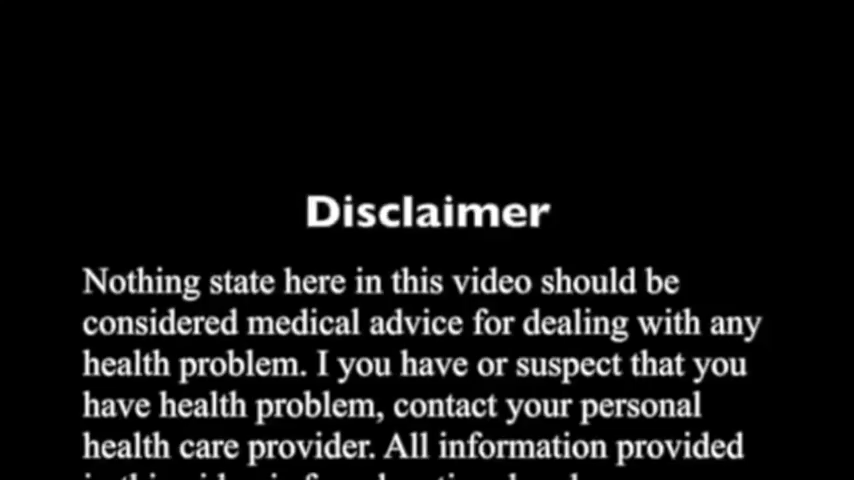 Disclaimer
Nothing state here in this video should be
considered medical advice for dealing with any
health problem. I you have or suspect that you
have health problem, contact your personal
health care provider. All information provided